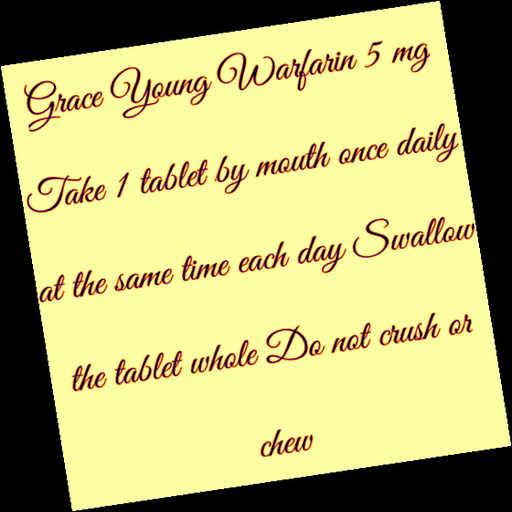 Grace Young Warfarin 5 mg
Take 1 tablet by mouth once daily
at the same time each day Swallow
the tablet whole Do not crush or
chew